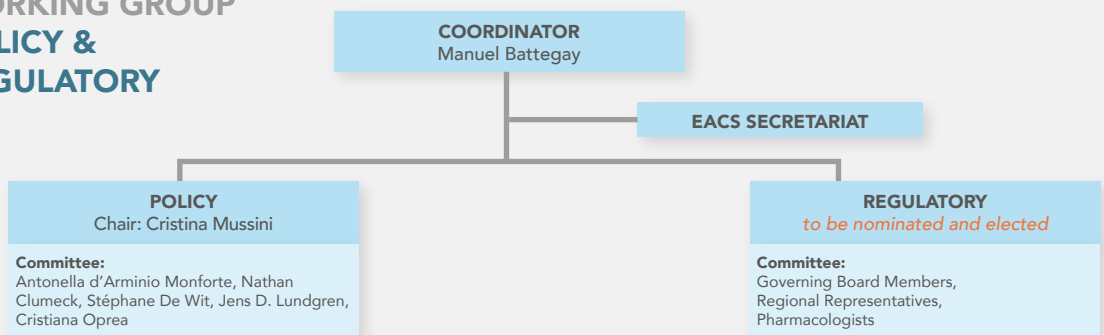 ORKING GROUP
LICY &
GULATORY
COORDINATOR
Manuel Battegay
EACS SECRETARIAT
POLICY
Chair: Cristina Mussini
Committee:
Antonella d'Arminio Monforte, Nathan
Clumeck, Stéphane De Wit, Jens D. Lundgren,
Cristiana Oprea
REGULATORY
to be nominated and elected
Committee:
Governing Board Members,
Regional Representatives,
Pharmacologists